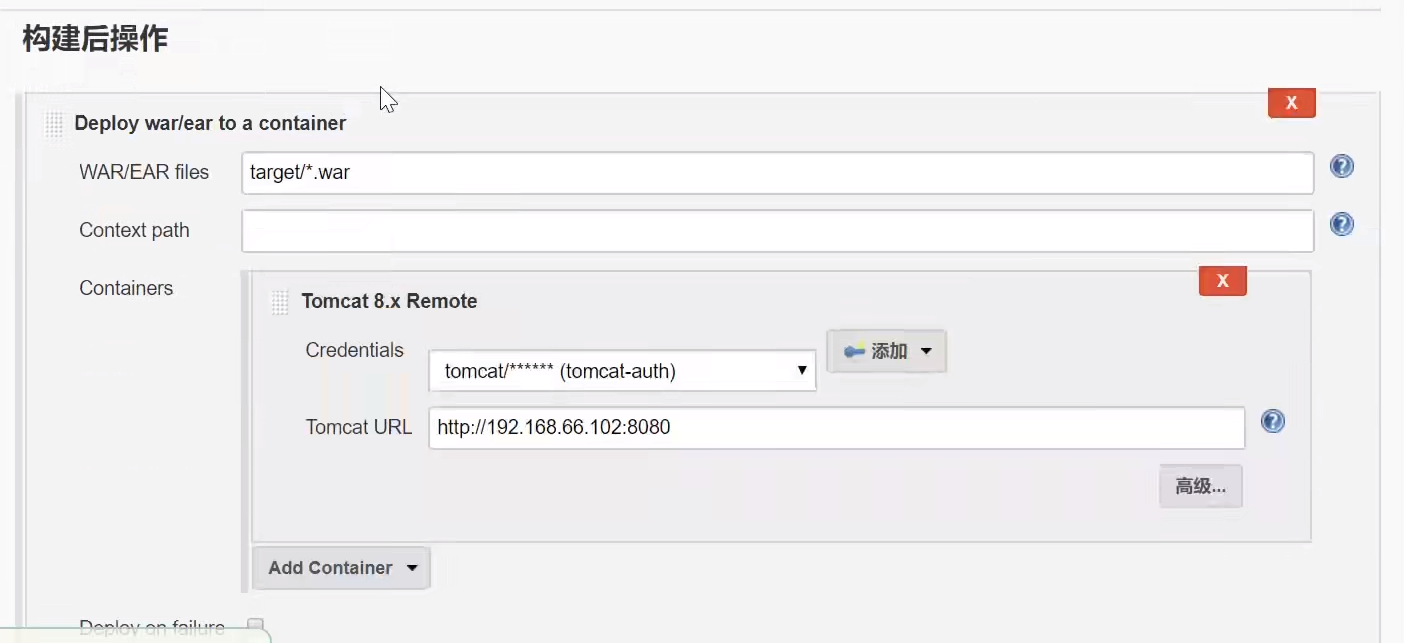 构建后操作
X
Deploy war/ear to a container
WAR/EAR files target/*.war
Context path
Containers
X
Tomcat 8.x Remote
Credentials tomcat/****** (tomcat-auth) 添加
Tomcat URL http://192.168.66.102:8080
高级...
Add Container
Deploy on failure